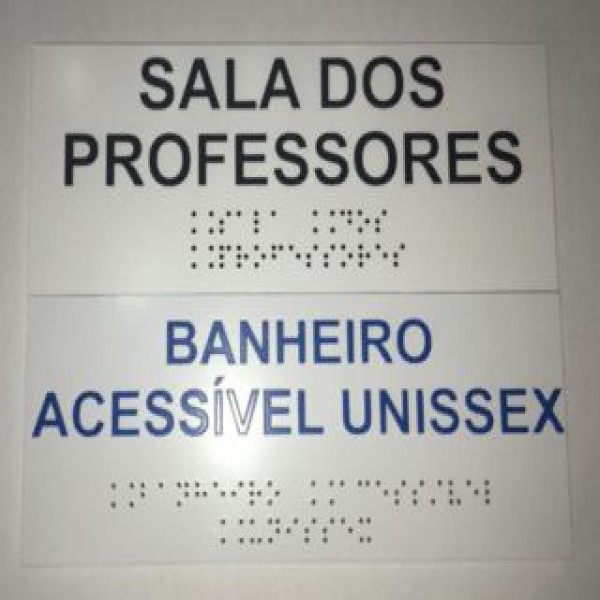 SALA DOS
PROFESSORES
BANHEIRO
ACESSÍVEL UNISSEX